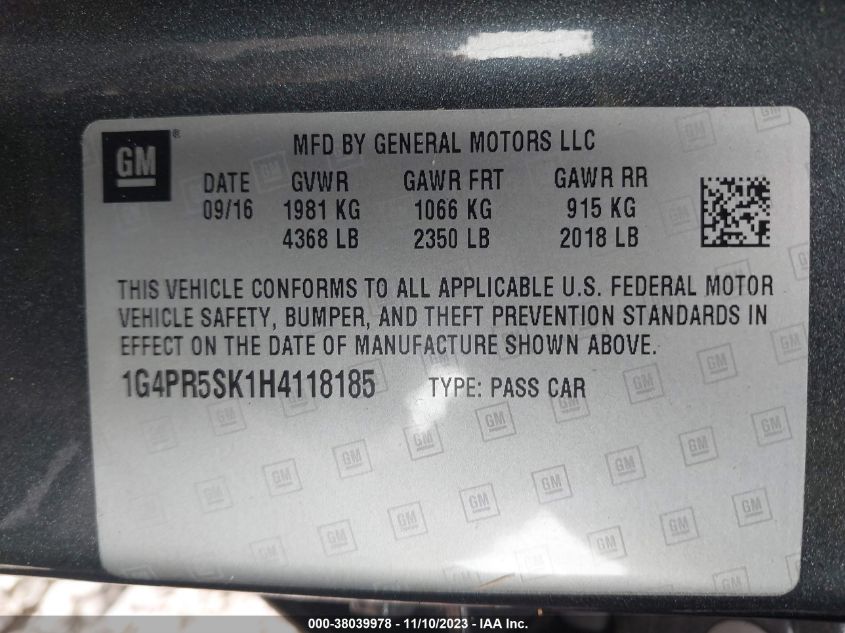 GM®
MFD BY GENERAL MOTORS LLC
DATE GVWR GAWR FRT GAWR RR
09/16 1981 KG 1066 KG 915 KG
4368 LB 2350 LB 2018 LB
THIS VEHICLE CONFORMS TO ALL APPLICABLE U.S. FEDERAL MOTOR
VEHICLE SAFETY, BUMPER, AND THEFT PREVENTION STANDARDS IN
EFFECT ON THE DATE OF MANUFACTURE SHOWN ABOVE.
1G4PR5SK1H4118185 TYPE: PASS CAR
000-38039978 - 11/10/2023 - IAA Inc.